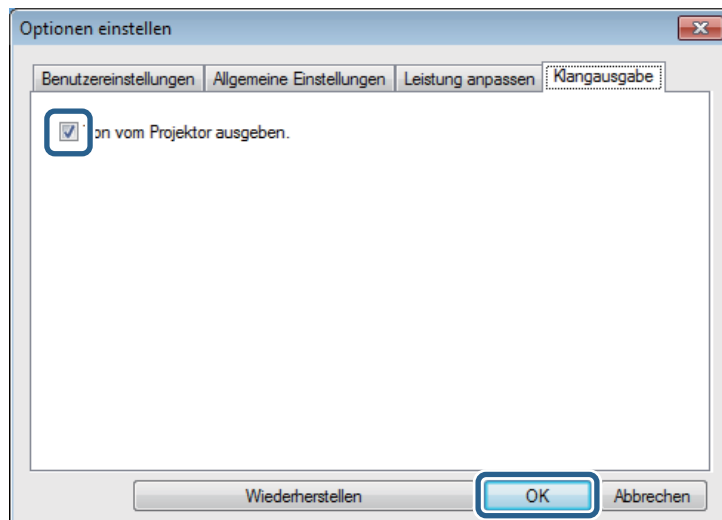 Optionen einstellen
Benutzereinstellungen Allgemeine Einstellungen Leistung anpassen Klangausgabe
vom Projektor ausgeben.
Wiederherstellen OK Abbrechen